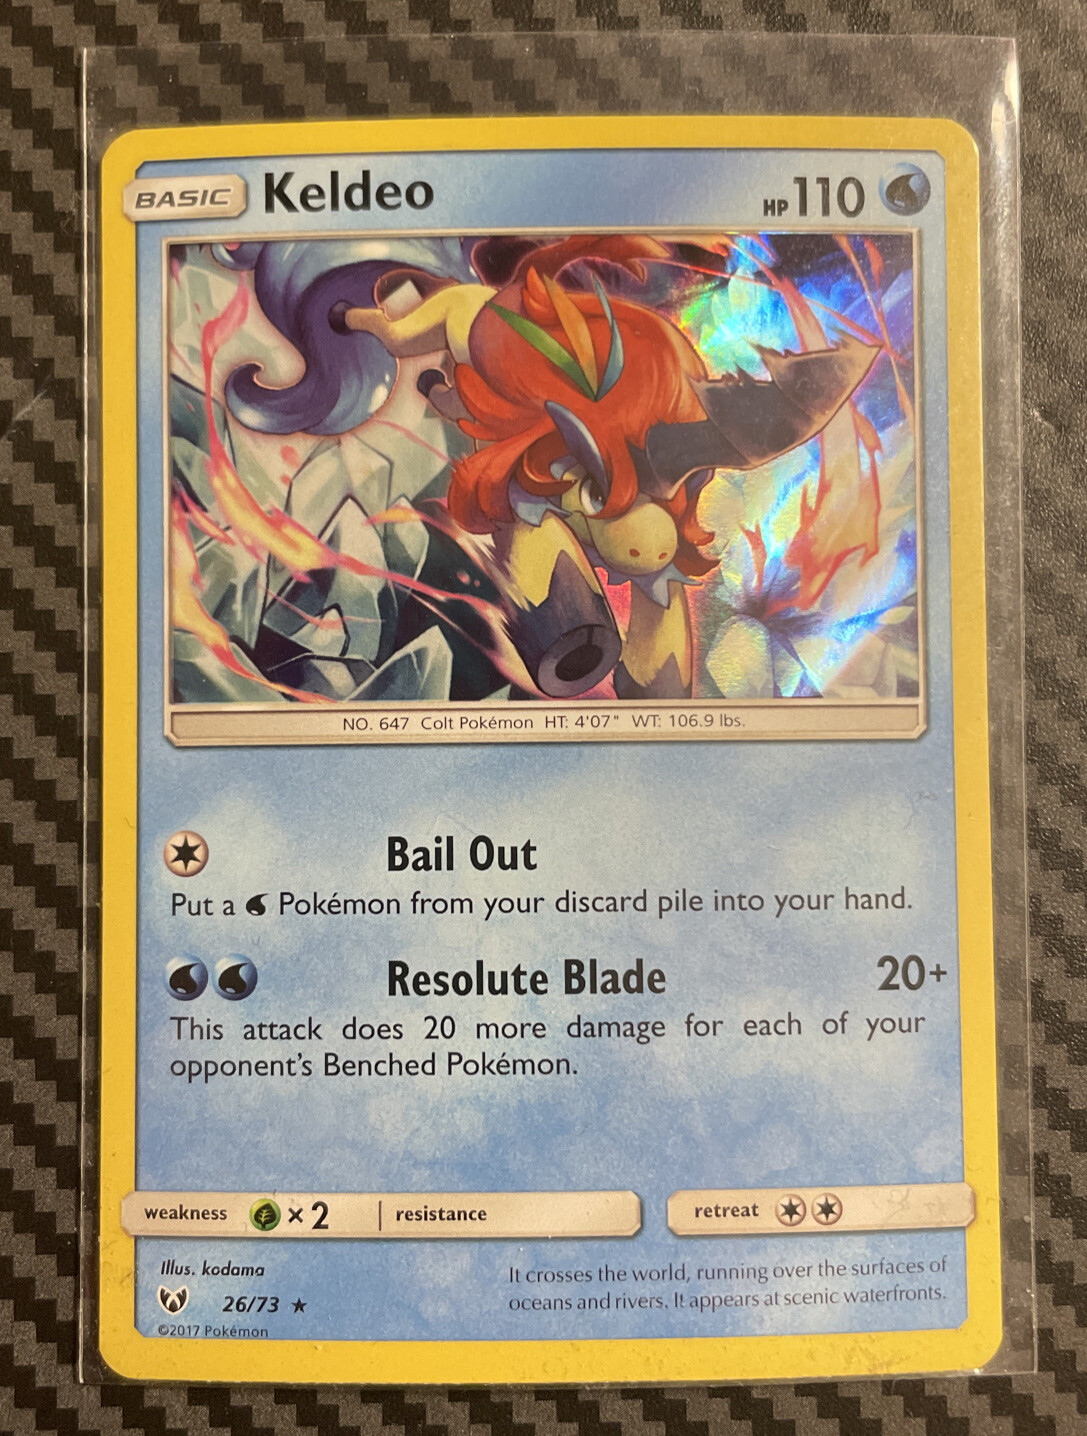 BASIC Keldeo HP 110
NO. 647 Colt Pokémon HT: 4'07" WT: 106.9 lbs.
Bail Out
Put a Pokémon from your discard pile into your hand.
Resolute Blade 20+
This attack does 20 more damage for each of your
opponent's Benched Pokémon.
weakness ×2 resistance retreat
Illus. kodama
26/73
©2017 Pokémon
It crosses the world, running over the surfaces of
oceans and rivers. It appears at scenic waterfronts.